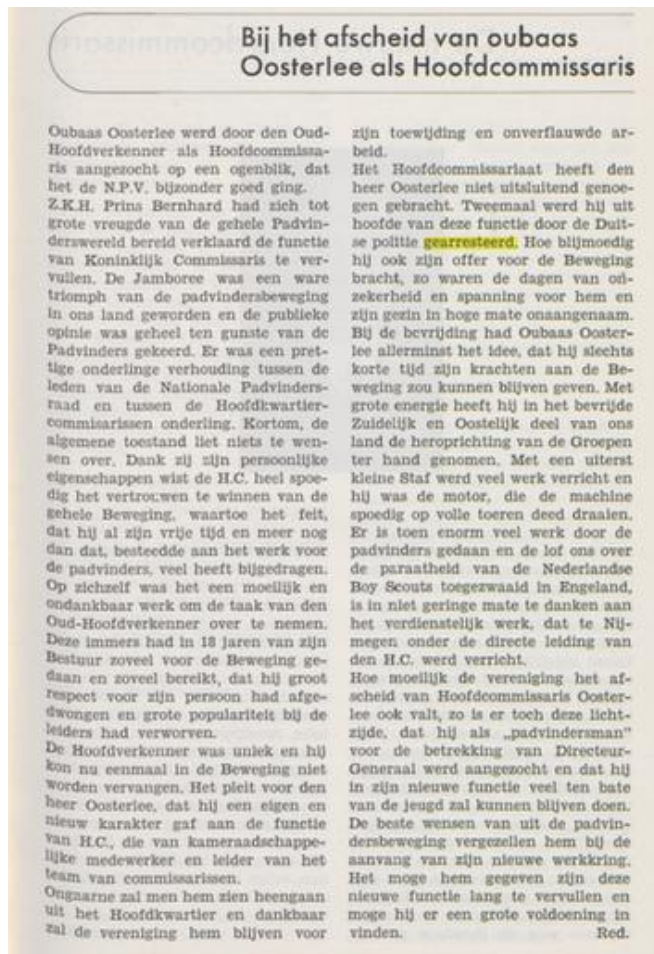 Bij het afscheid van oubaas
Oosterlee als Hoofdcommissaris
Oubaas Oosterlee werd door den Oud-
Hoofdverkenner als Hoofdcommissa-
ris aangezocht op een ogenblik, dat
het de N.P.V. bijzonder goed ging.
Z.K.H. Prins Bernhard had zich tot
grote vreugde van de gehele Padvin-
derswereld bereid verklaard de functie
van Koninklijk Commissaris te ver-
vullen. De Jamboree was een ware
triomph van de padvindersbeweging
in ons land geworden en de publieke
opinie was geheel ten gunste van de
Padvinders gekeerd. Er was een pret-
tige onderlinge verhouding tussen de
leden van de Nationale Padvinders-
raad en tussen de Hoofdkwartier-
commissarissen onderling. Kortom, de
algemene toestand liet niets te wen-
sen over. Dank zij zijn persoonlijke
eigenschappen wist de H.C. heel spoe-
dig het vertrouwen te winnen van de
gehele Beweging, waartoe het feit,
dat hij al zijn vrije tijd en meer nog
dan dat, besteedde aan het werk voor
de padvinders, veel heeft bijgedragen.
Op zichzelf was het een moeilijk en
ondankbaar werk om de taak van den
Oud-Hoofdverkenner over te nemen.
Deze immers had in 18 jaren van zijn
Bestuur zoveel voor de Beweging ge-
daan en zoveel bereikt, dat hij groot
respect voor zijn persoon had afge-
dwongen en grote populariteit bij de
leiders had verworven.
De Hoofdverkenner was uniek en hij
kon nu eenmaal in de Beweging niet
worden vervangen. Het pleit voor den
heer Oosterlee, dat hij een eigen en
nieuw karakter gaf aan de functie
van H.C., die van kameraadschappe-
lijke medewerker en leider van het
team van commissarissen.
Ongaarne zal men hem zien heengaan
uit het Hoofdkwartier en dankbaar
zal de vereniging hem blijven voor
zijn toewijding en onverflauwde ar-
beid.
Het Hoofdcommissariaat heeft den
heer Oosterlee niet uitsluitend genoe-
gen gebracht. Tweemaal werd hij uit
hoofde van deze functie door de Duit-
se politie gearresteerd. Hoe blijmoedig
hij ook zijn offer voor de Beweging
bracht, zo waren de dagen van on-
zekerheid en spanning voor hem en
zijn gezin in hoge mate onaangenaam.
Bij de bevrijding had Oubaas Ooster-
lee allerminst het idee, dat hij slechts
korte tijd zijn krachten aan de Be-
weging zou kunnen blijven geven. Met
grote energie heeft hij in het bevrijde
Zuidelijk en Oostelijk deel van ons
land de heroprichting van de Groepen
ter hand genomen. Met een uiterst
kleine Staf werd veel werk verricht en
hij was de motor, die de machine
spoedig op volle toeren deed draaien.
Er is toen enorm veel werk door de
padvinders gedaan en de lof ons over
de paraatheid van de Nederlandse
Boy Scouts toegezwaaid in Engeland,
is in niet geringe mate te danken aan
het verdienstelijk werk, dat te Nij-
megen onder de directe leiding van
den H.C. werd verricht.
Hoe moeilijk de vereniging het af-
scheid van Hoofdcommissaris Ooster-
lee ook valt, zo is er toch deze licht-
zijde, dat hij als „padvindersman"
voor de betrekking van Directeur-
Generaal werd aangezocht en dat hij
in zijn nieuwe functie veel ten bate
van de jeugd zal kunnen blijven doen.
De beste wensen van uit de padvin-
dersbeweging vergezellen hem bij de
aanvang van zijn nieuwe werkkring.
Het moge hem gegeven zijn deze
nieuwe functie lang te vervullen en
moge hij er een grote voldoening in
vinden. Red.